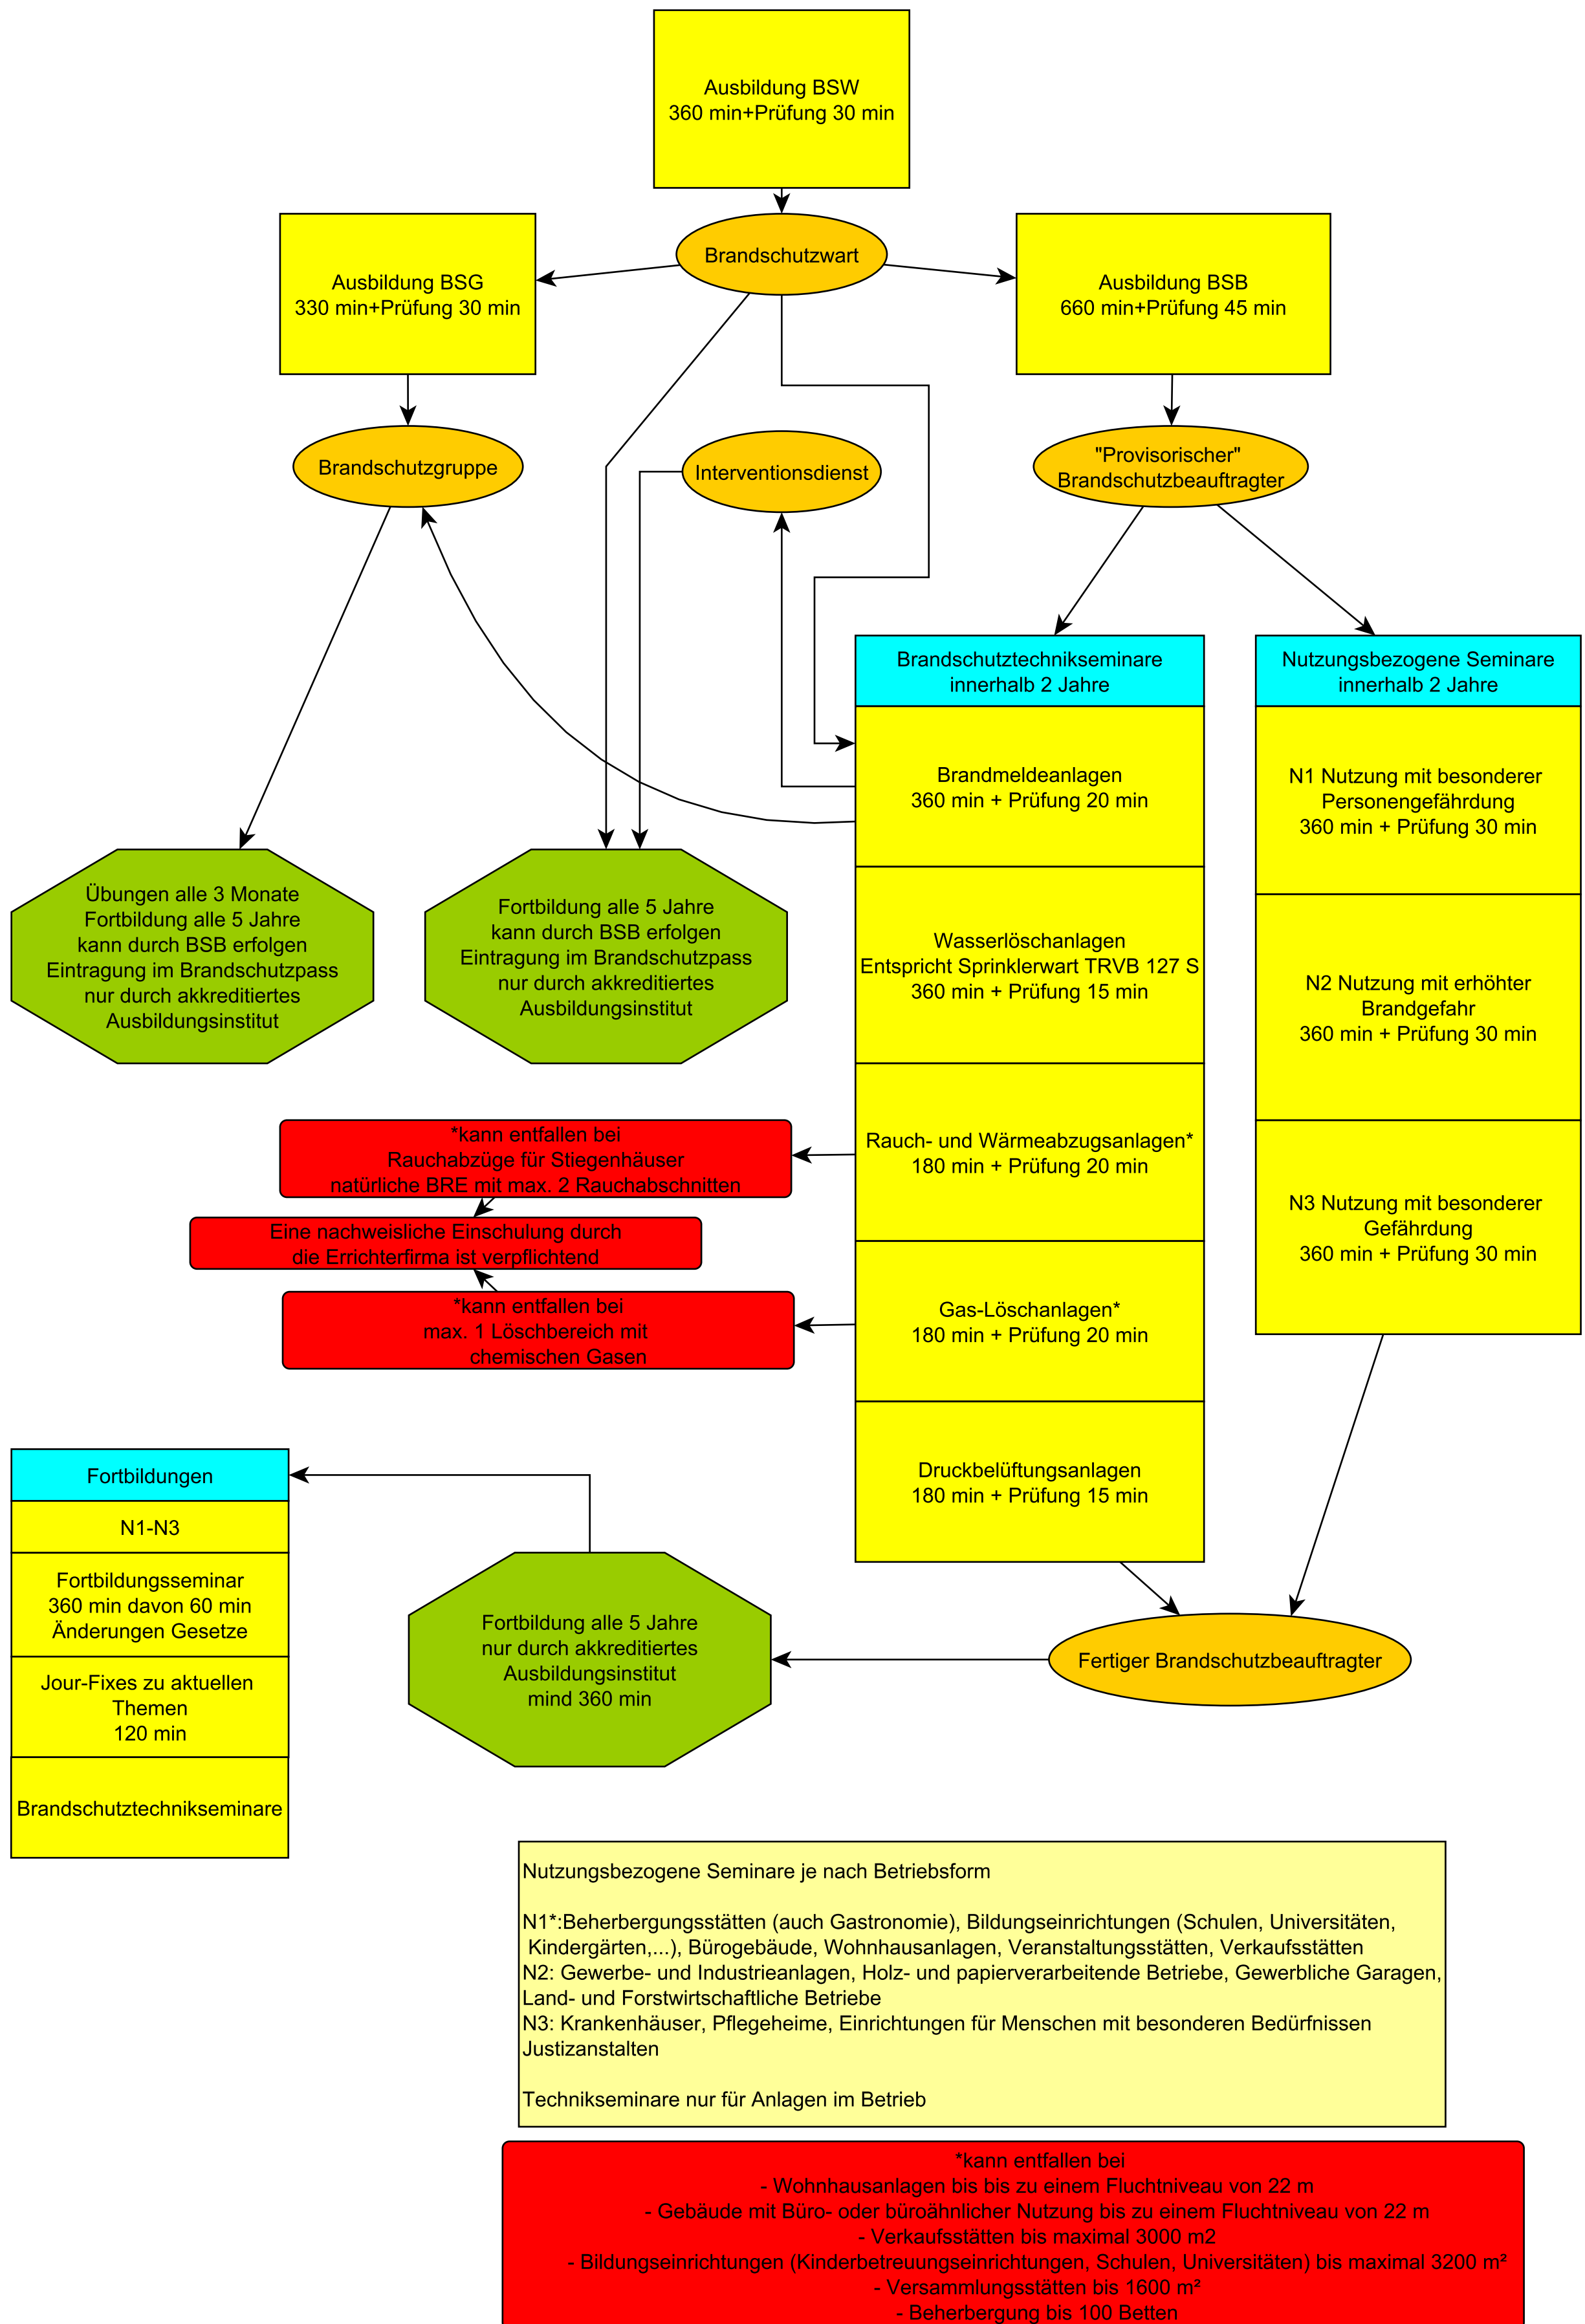 Ausbildung BSW
360 min+Prüfung 30 min
Ausbildung BSG
330 min+Prüfung 30 min
Brandschutzwart
Ausbildung BSB
660 min+Prüfung 45 min
Brandschutzgruppe
Interventionsdienst
"Provisorischer"
Brandschutzbeauftragter
Brandschutztechnikseminare
innerhalb 2 Jahre
Brandmeldeanlagen
360 min + Prüfung 20 min
Wasserlöschanlagen
Entspricht Sprinklerwart TRVB 127 S
360 min + Prüfung 15 min
Rauch- und Wärmeabzugsanlagen*
180 min + Prüfung 20 min
Gas-Löschanlagen*
180 min + Prüfung 20 min
Druckbelüftungsanlagen
180 min + Prüfung 15 min
Nutzungsbezogene Seminare
innerhalb 2 Jahre
N1 Nutzung mit besonderer
Personengefährdung
360 min + Prüfung 30 min
N2 Nutzung mit erhöhter
Brandgefahr
360 min + Prüfung 30 min
N3 Nutzung mit besonderer
Gefährdung
360 min + Prüfung 30 min
Übungen alle 3 Monate
Fortbildung alle 5 Jahre
kann durch BSB erfolgen
Eintragung im Brandschutzpass
nur durch akkreditiertes
Ausbildungsinstitut
Fortbildung alle 5 Jahre
kann durch BSB erfolgen
Eintragung im Brandschutzpass
nur durch akkreditiertes
Ausbildungsinstitut
*kann entfallen bei
Rauchabzüge für Stiegenhäuser
natürliche BRE mit max. 2 Rauchabschnitten
Eine nachweisliche Einschulung durch
die Errichterfirma ist verpflichtend
*kann entfallen bei
max. 1 Löschbereich mit
chemischen Gasen
Fortbildungen
N1-N3
Fortbildungsseminar
360 min davon 60 min
Änderungen Gesetze
Jour-Fixes zu aktuellen
Themen
120 min
Brandschutztechnikseminare
Fortbildung alle 5 Jahre
nur durch akkreditiertes
Ausbildungsinstitut
mind 360 min
Fertiger Brandschutzbeauftragter
Nutzungsbezogene Seminare je nach Betriebsform
N1*:Beherbergungsstätten (auch Gastronomie), Bildungseinrichtungen (Schulen, Universitäten,
Kindergärten,...), Bürogebäude, Wohnhausanlagen, Veranstaltungsstätten, Verkaufsstätten
N2: Gewerbe- und Industrieanlagen, Holz- und papierverarbeitende Betriebe, Gewerbliche Garagen,
Land- und Forstwirtschaftliche Betriebe
N3: Krankenhäuser, Pflegeheime, Einrichtungen für Menschen mit besonderen Bedürfnissen
Justizanstalten
Technikseminare nur für Anlagen im Betrieb
*kann entfallen bei
- Wohnhausanlagen bis bis zu einem Fluchtniveau von 22 m
- Gebäude mit Büro- oder büroähnlicher Nutzung bis zu einem Fluchtniveau von 22 m
- Verkaufsstätten bis maximal 3000 m2
- Bildungseinrichtungen (Kinderbetreuungseinrichtungen, Schulen, Universitäten) bis maximal 3200 m²
- Versammlungsstätten bis 1600 m²
- Beherbergung bis 100 Betten